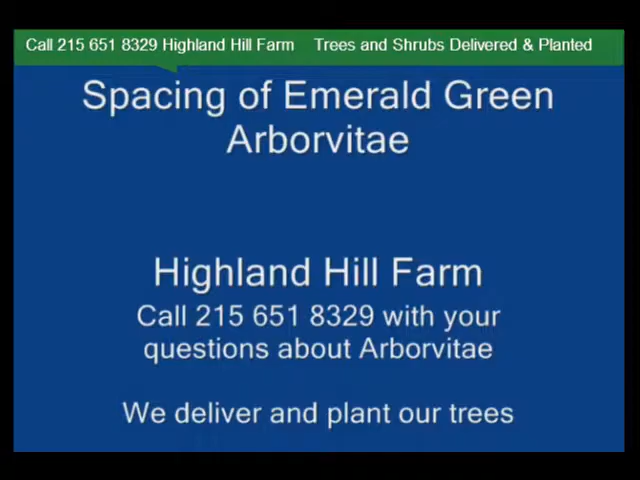 Call 215 651 8329 Highland Hill Farm    Trees and Shrubs Delivered & Planted
Spacing of Emerald Green
Arborvitae
Highland Hill Farm
Call 215 651 8329 with your
questions about Arborvitae
We deliver and plant our trees